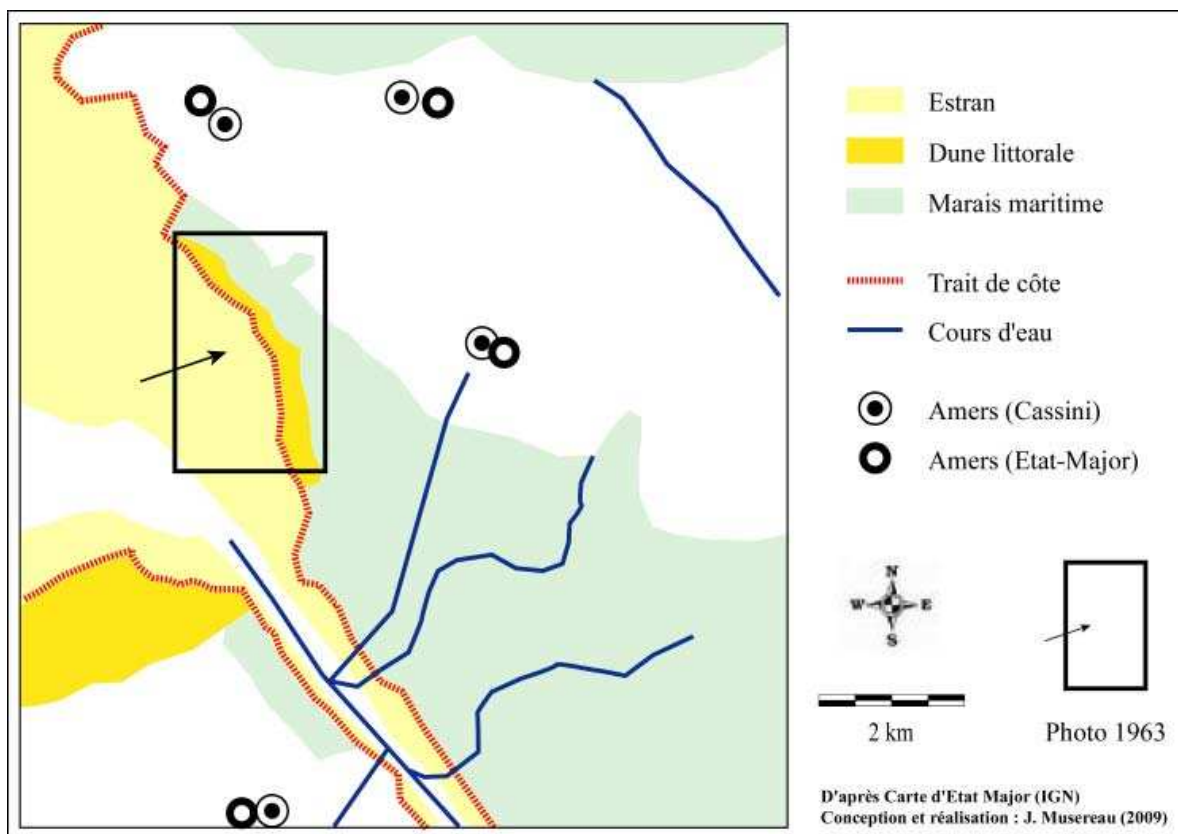 Estran
Dune littorale
Marais maritime
Trait de côte
Cours d'eau
Amers (Cassini)
Amers (Etat-Major)
N
W E
S
2 km
Photo 1963
D'après Carte d'Etat Major (IGN)
Conception et réalisation : J. Musereau (2009)